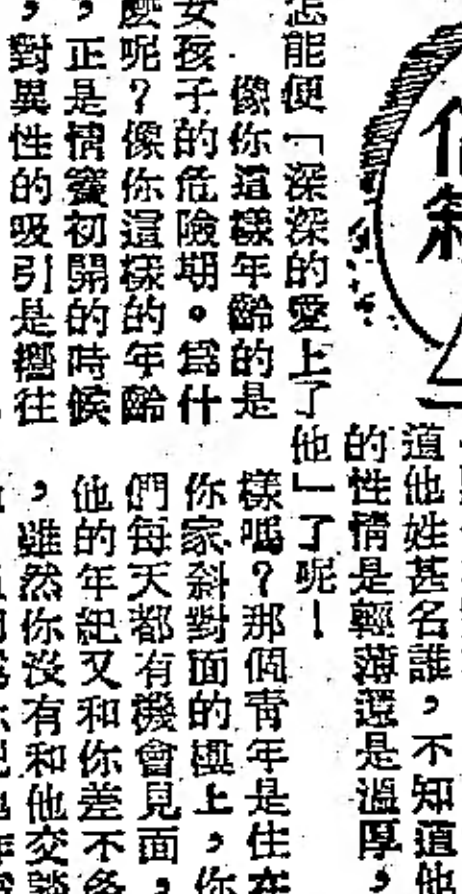 道他姓甚名誰，不知道他
的性情是輕薄還是溫厚，
怎能便「深深的愛上了他」了呢！
像你這樣年齡的是
女孩子的危險期。為什
麼呢？像你這樣的年齡
，正是情竇初開的時候
，對異性的吸引是嚮往
樣嗎？那個青年是住在
你家斜對面的樓上，你
們每天都有機會見面，
他的年紀又和你差不多
，雖然你沒有和他交談